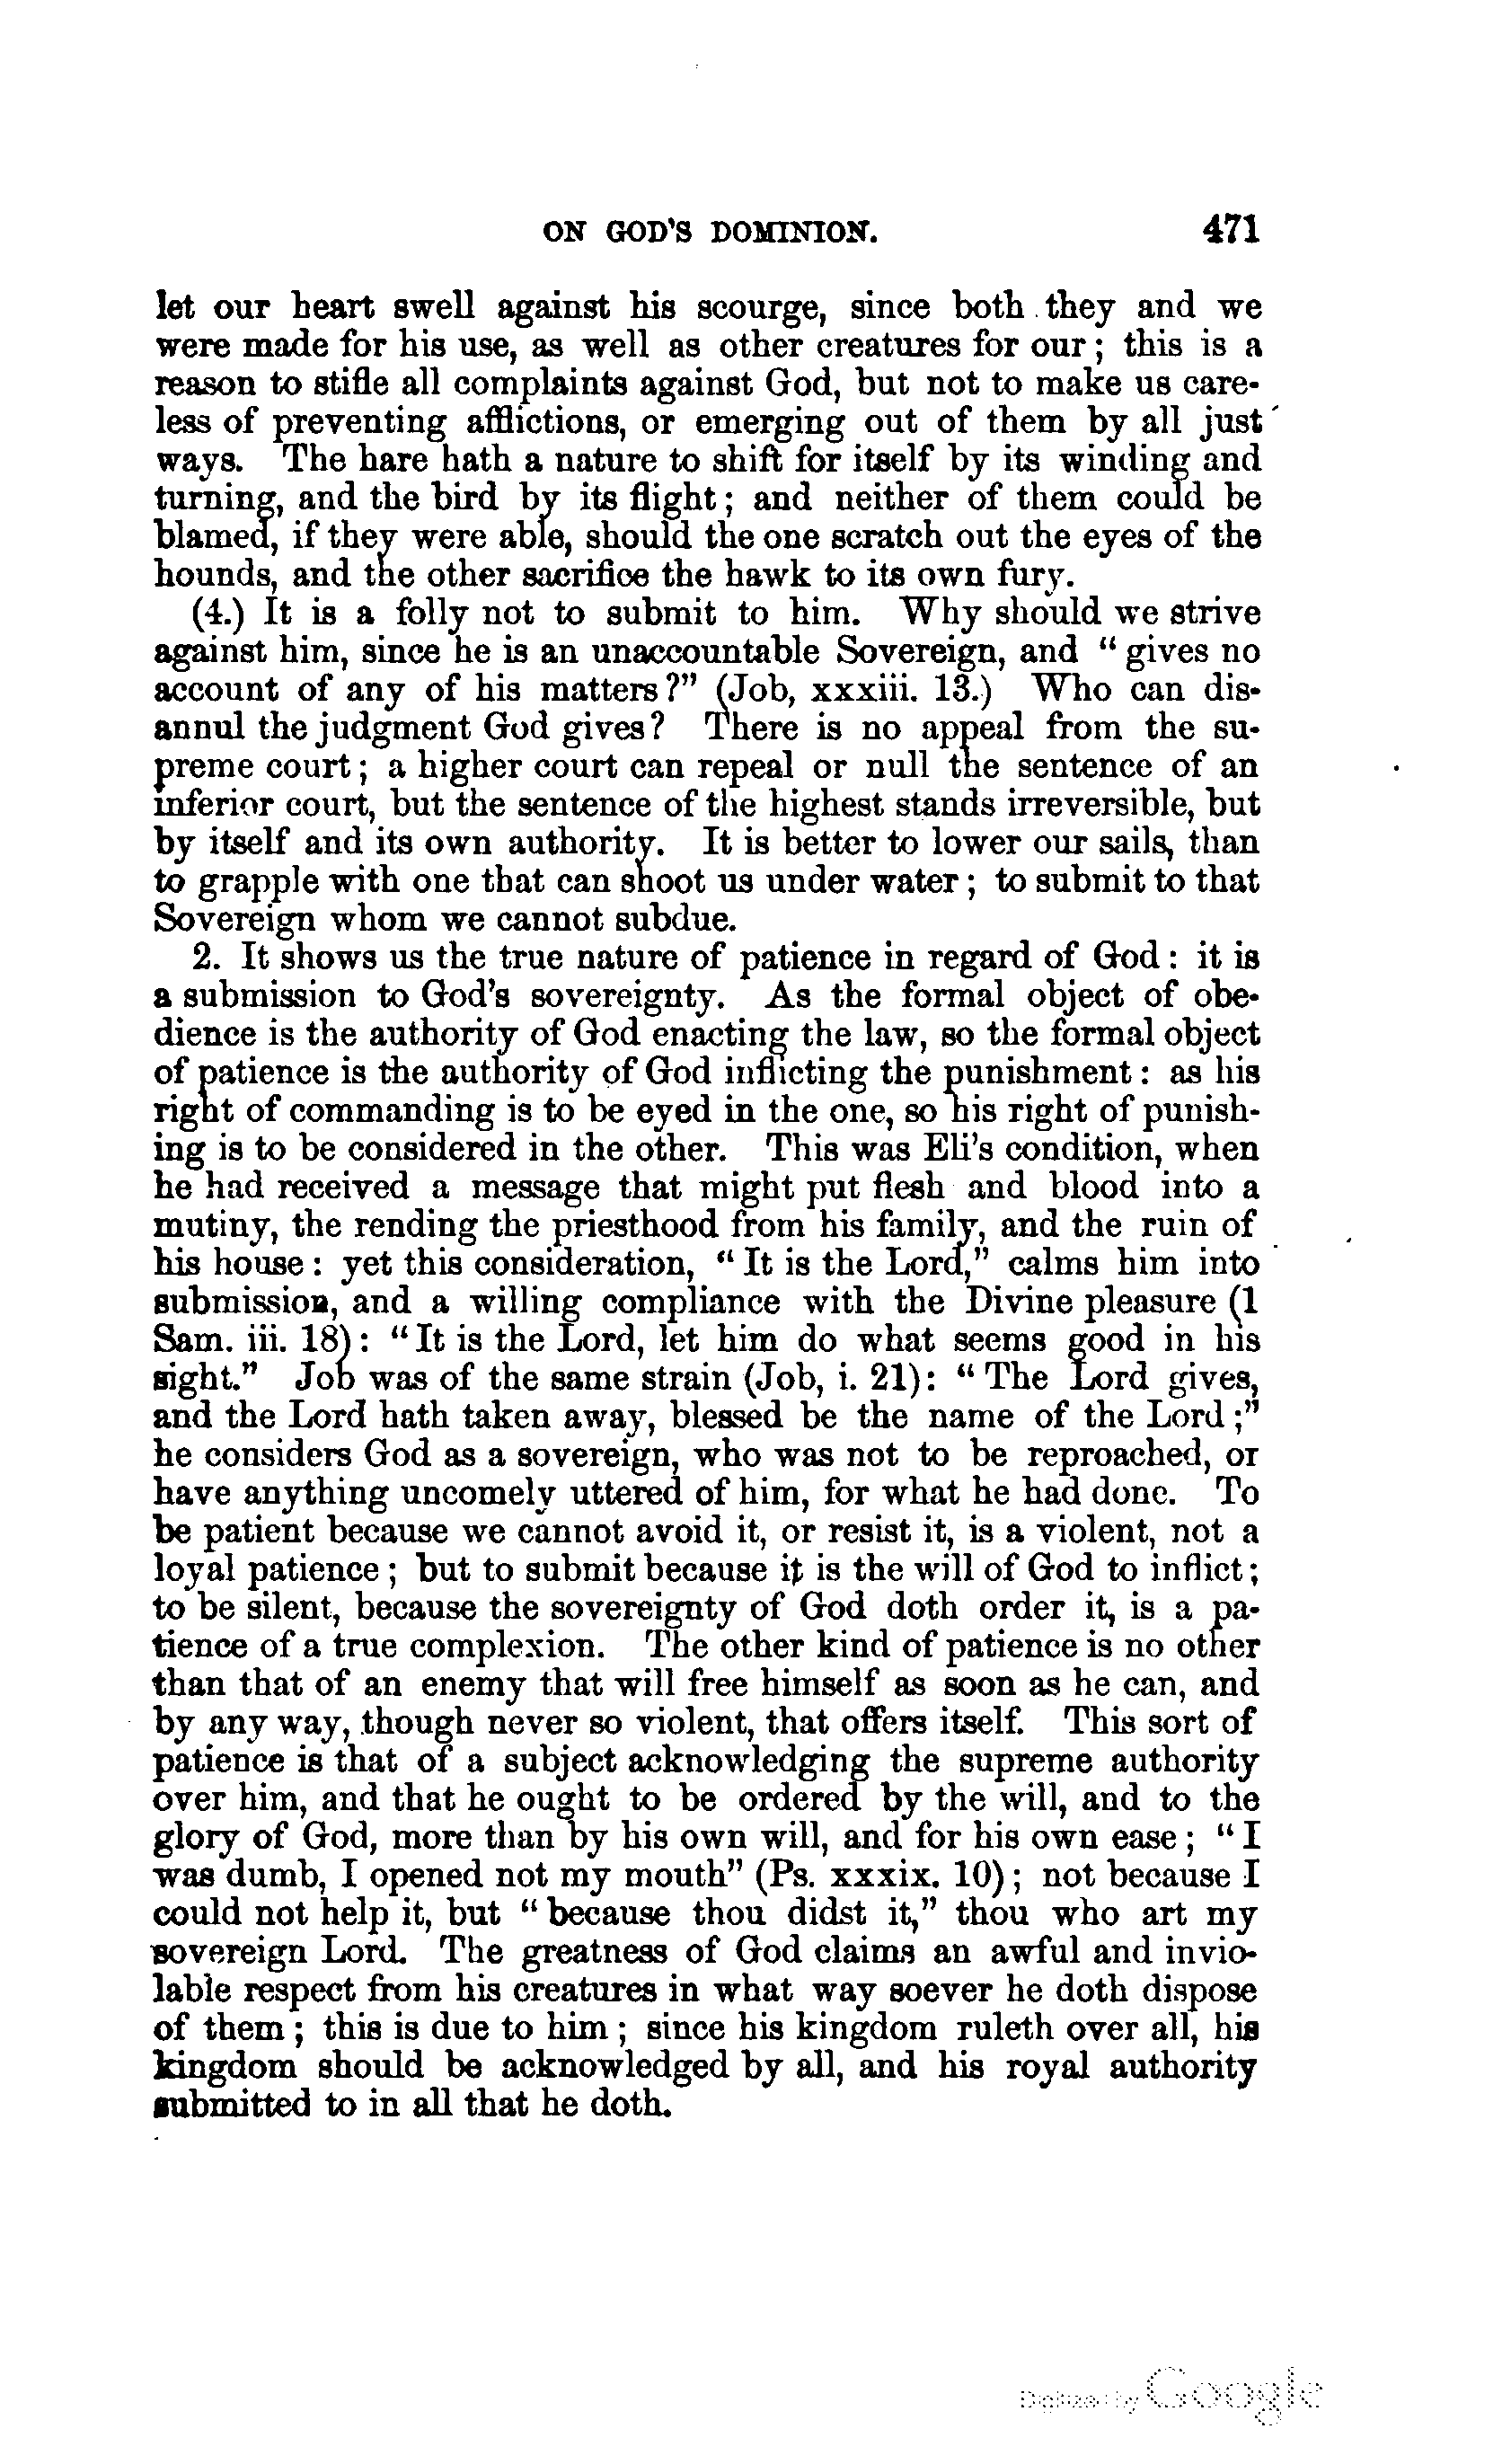 ON GOD'S DOMINION. 471
let our heart swell against his scourge, since both they and we
were made for his use, as well as other creatures for our; this is a
reason to stifle all complaints against God, but not to make us care-
less of preventing afflictions, or emerging out of them by all just
ways. The hare hath a nature to shift for itself by its winding and
turning, and the bird by its flight; and neither of them could be
blamed, if they were able, should the one scratch out the eyes of the
hounds, and the other sacrifice the hawk to its own fury.
(4.) It is a folly not to submit to him. Why should we strive
against him, since he is an unaccountable Sovereign, and "gives no
account of any of his matters?" (Job, xxxiii. 13.) Who can dis-
annul the judgment God gives? There is no appeal from the su-
preme court; a higher court can repeal or null the sentence of an
inferior court, but the sentence of the highest stands irreversible, but
by itself and its own authority. It is better to lower our sails, than
to grapple with one that can shoot us under water; to submit to that
Sovereign whom we cannot subdue.
2. It shows us the true nature of patience in regard of God: it is
a submission to God's sovereignty. As the formal object of obe-
dience is the authority of God enacting the law, so the formal object
of patience is the authority of God inflicting the punishment: as his
right of commanding is to be eyed in the one, so his right of punish-
ing is to be considered in the other. This was Eli's condition, when
he had received a message that might put flesh and blood into a
mutiny, the rending the priesthood from his family, and the ruin of
his house: yet this consideration, "It is the Lord," calms him into
submission, and a willing compliance with the Divine pleasure (1
Sam. iii. 18): "It is the Lord, let him do what seems good in his
sight." Job was of the same strain (Job, i. 21): "The Lord gives,
and the Lord hath taken away, blessed be the name of the Lord;"
he considers God as a sovereign, who was not to be reproached, or
have anything uncomely uttered of him, for what he had done. To
be patient because we cannot avoid it, or resist it, is a violent, not a
loyal patience; but to submit because it is the will of God to inflict;
to be silent, because the sovereignty of God doth order it, is a pa-
tience of a true complexion. The other kind of patience is no other
than that of an enemy that will free himself as soon as he can, and
by any way, though never so violent, that offers itself. This sort of
patience is that of a subject acknowledging the supreme authority
over him, and that he ought to be ordered by the will, and to the
glory of God, more than by his own will, and for his own ease; "I
was dumb, I opened not my mouth" (Ps. xxxix. 10); not because I
could not help it, but "because thou didst it," thou who art my
sovereign Lord. The greatness of God claims an awful and invio-
lable respect from his creatures in what way soever he doth dispose
of them; this is due to him; since his kingdom ruleth over all, his
kingdom should be acknowledged by all, and his royal authority
submitted to in all that he doth.
Digitized by Google